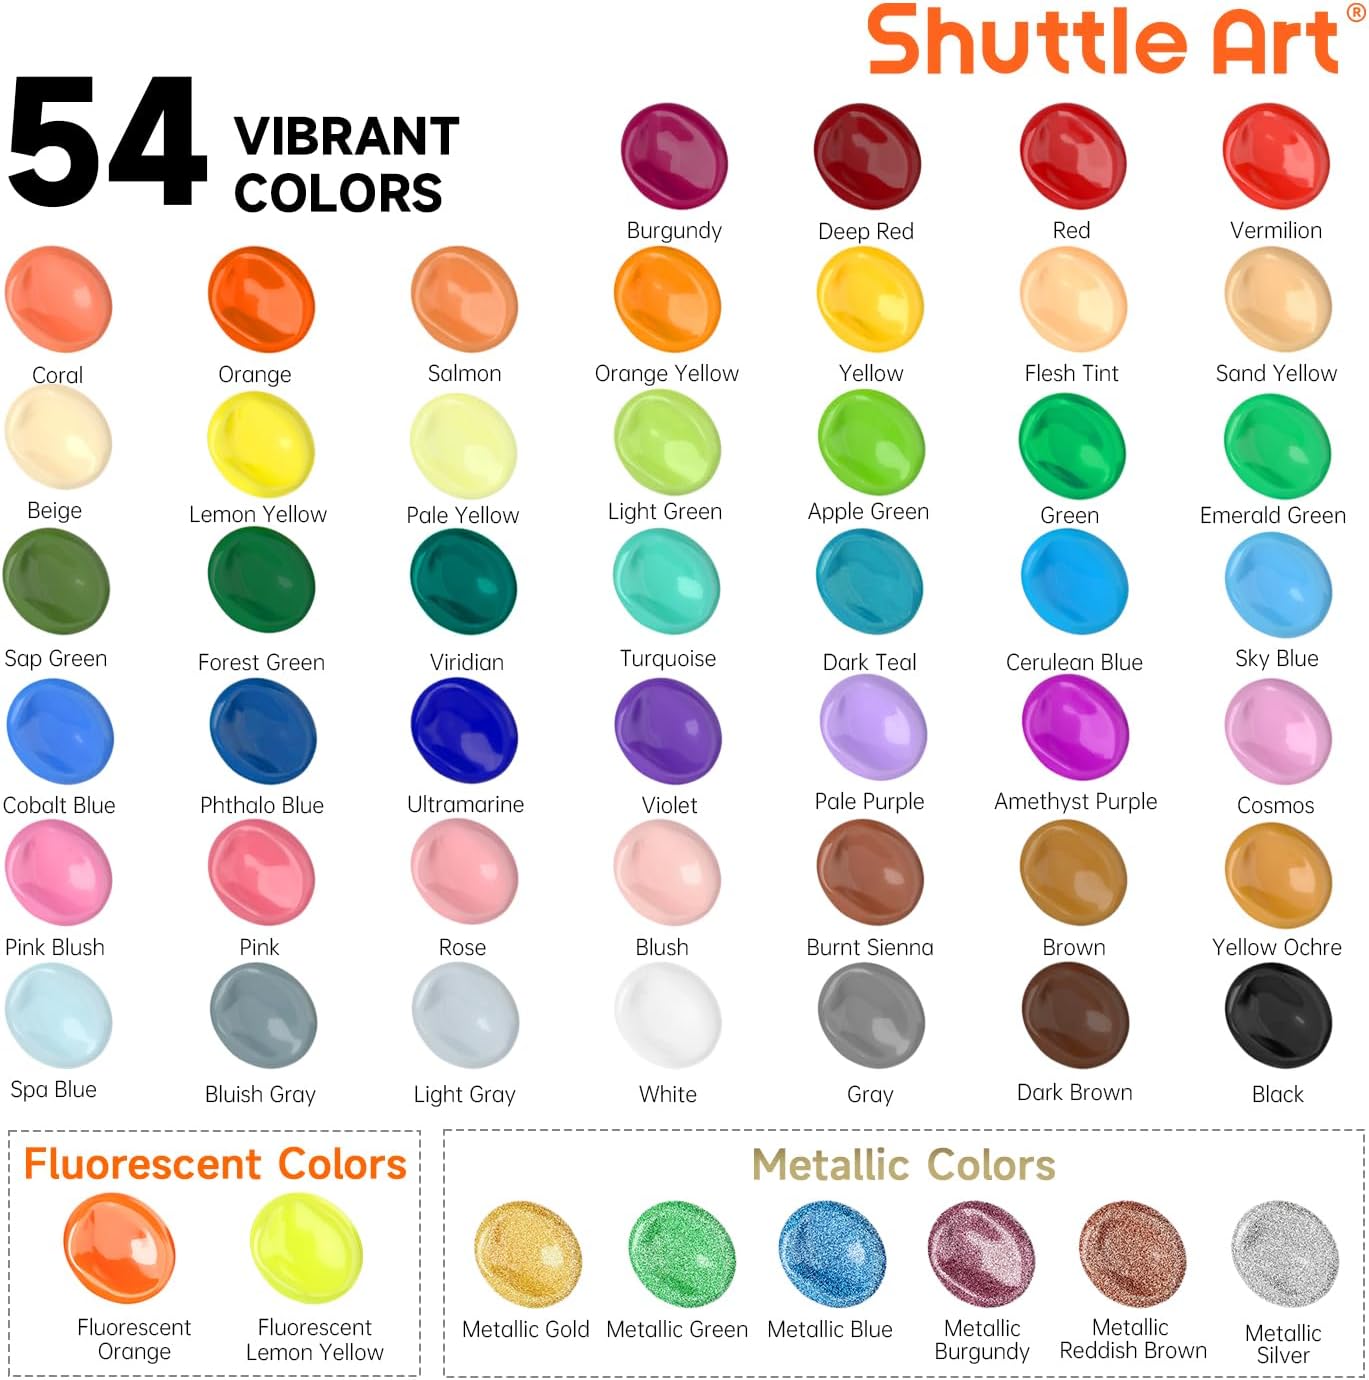 Shuttle Art®
54 VIBRANT
COLORS
Burgundy Deep Red Red Vermilion
Coral Orange Salmon Orange Yellow Yellow Flesh Tint Sand Yellow
Beige Lemon Yellow Pale Yellow Light Green Apple Green Green Emerald Green
Sap Green Forest Green Viridian Turquoise Dark Teal Cerulean Blue Sky Blue
Cobalt Blue Phthalo Blue Ultramarine Violet Pale Purple Amethyst Purple Cosmos
Pink Blush Pink Rose Blush Burnt Sienna Brown Yellow Ochre
Spa Blue Bluish Gray Light Gray White Gray Dark Brown Black
Fluorescent Colors
Fluorescent
Orange
Fluorescent
Lemon Yellow
Metallic Colors
Metallic Gold
Metallic Green
Metallic Blue
Metallic
Burgundy
Metallic
Reddish Brown
Metallic
Silver